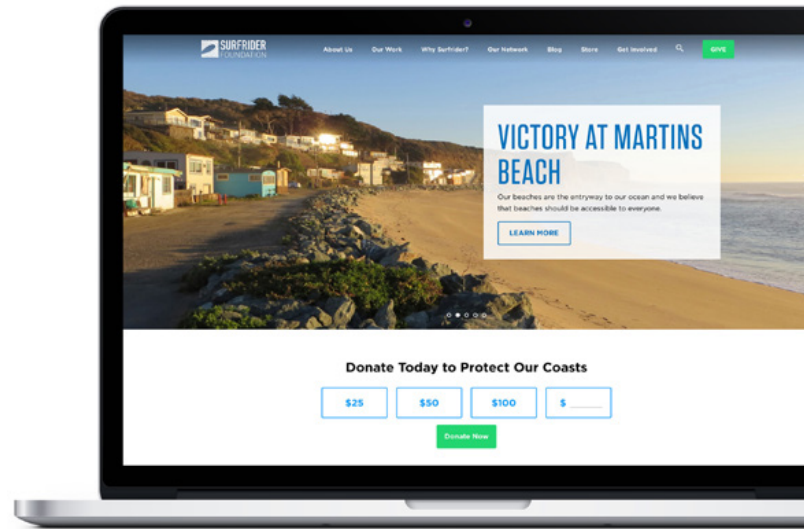 SURFRIDER
FOUNDATION
About Us Our Work Why Surfrider? Our Network Blog Store Get Involved GIVE
VICTORY AT MARTINS
BEACH
Our beaches are the entryway to our ocean and we believe
that beaches should be accessible to everyone.
LEARN MORE
Donate Today to Protect Our Coasts
$25 $50 $100 $ ______
Donate Now